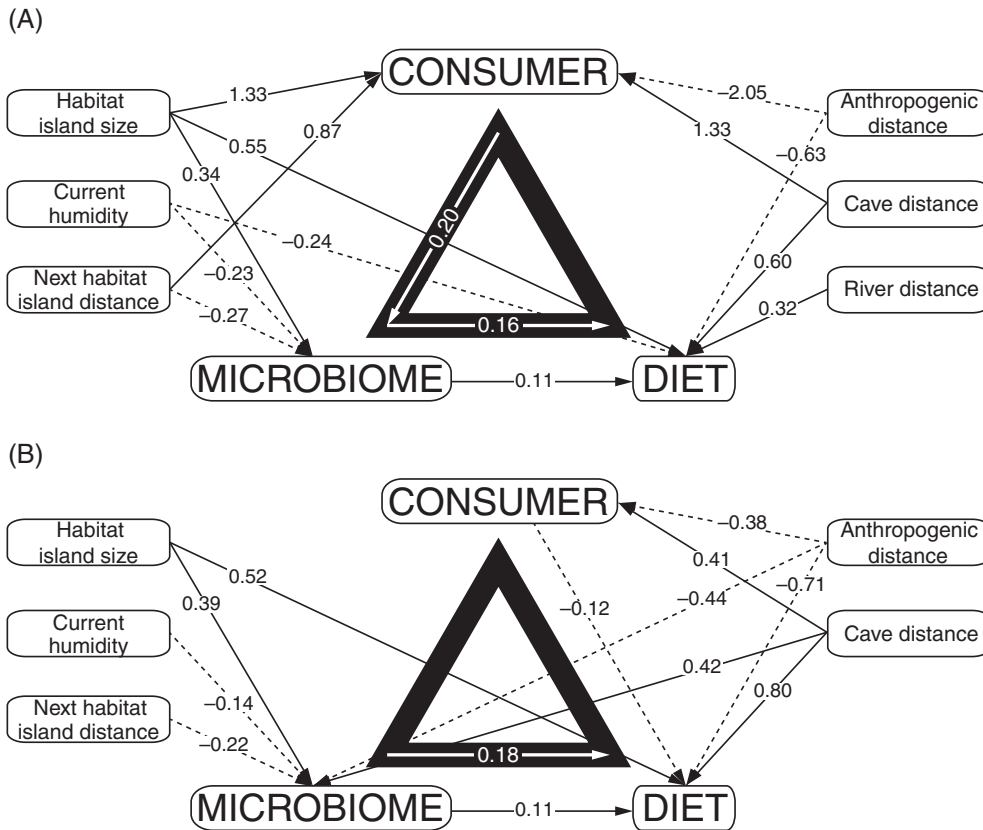 (A)
CONSUMER
Habitat
island size
1.33
–2.05
Anthropogenic
distance
0.87
1.33
0.55
–0.63
0.34
Current
humidity
Cave distance
0.20
–0.24
–0.23
0.60
Next habitat
island distance
River distance
–0.27
0.32
0.16
MICROBIOME
0.11
DIET
(B)
CONSUMER
Habitat
island size
–0.38
Anthropogenic
distance
0.41
0.52
–0.71
0.39
–0.44
–0.12
Current
humidity
Cave distance
0.42
–0.14
0.80
Next habitat
island distance
–0.22
0.18
MICROBIOME
0.11
DIET